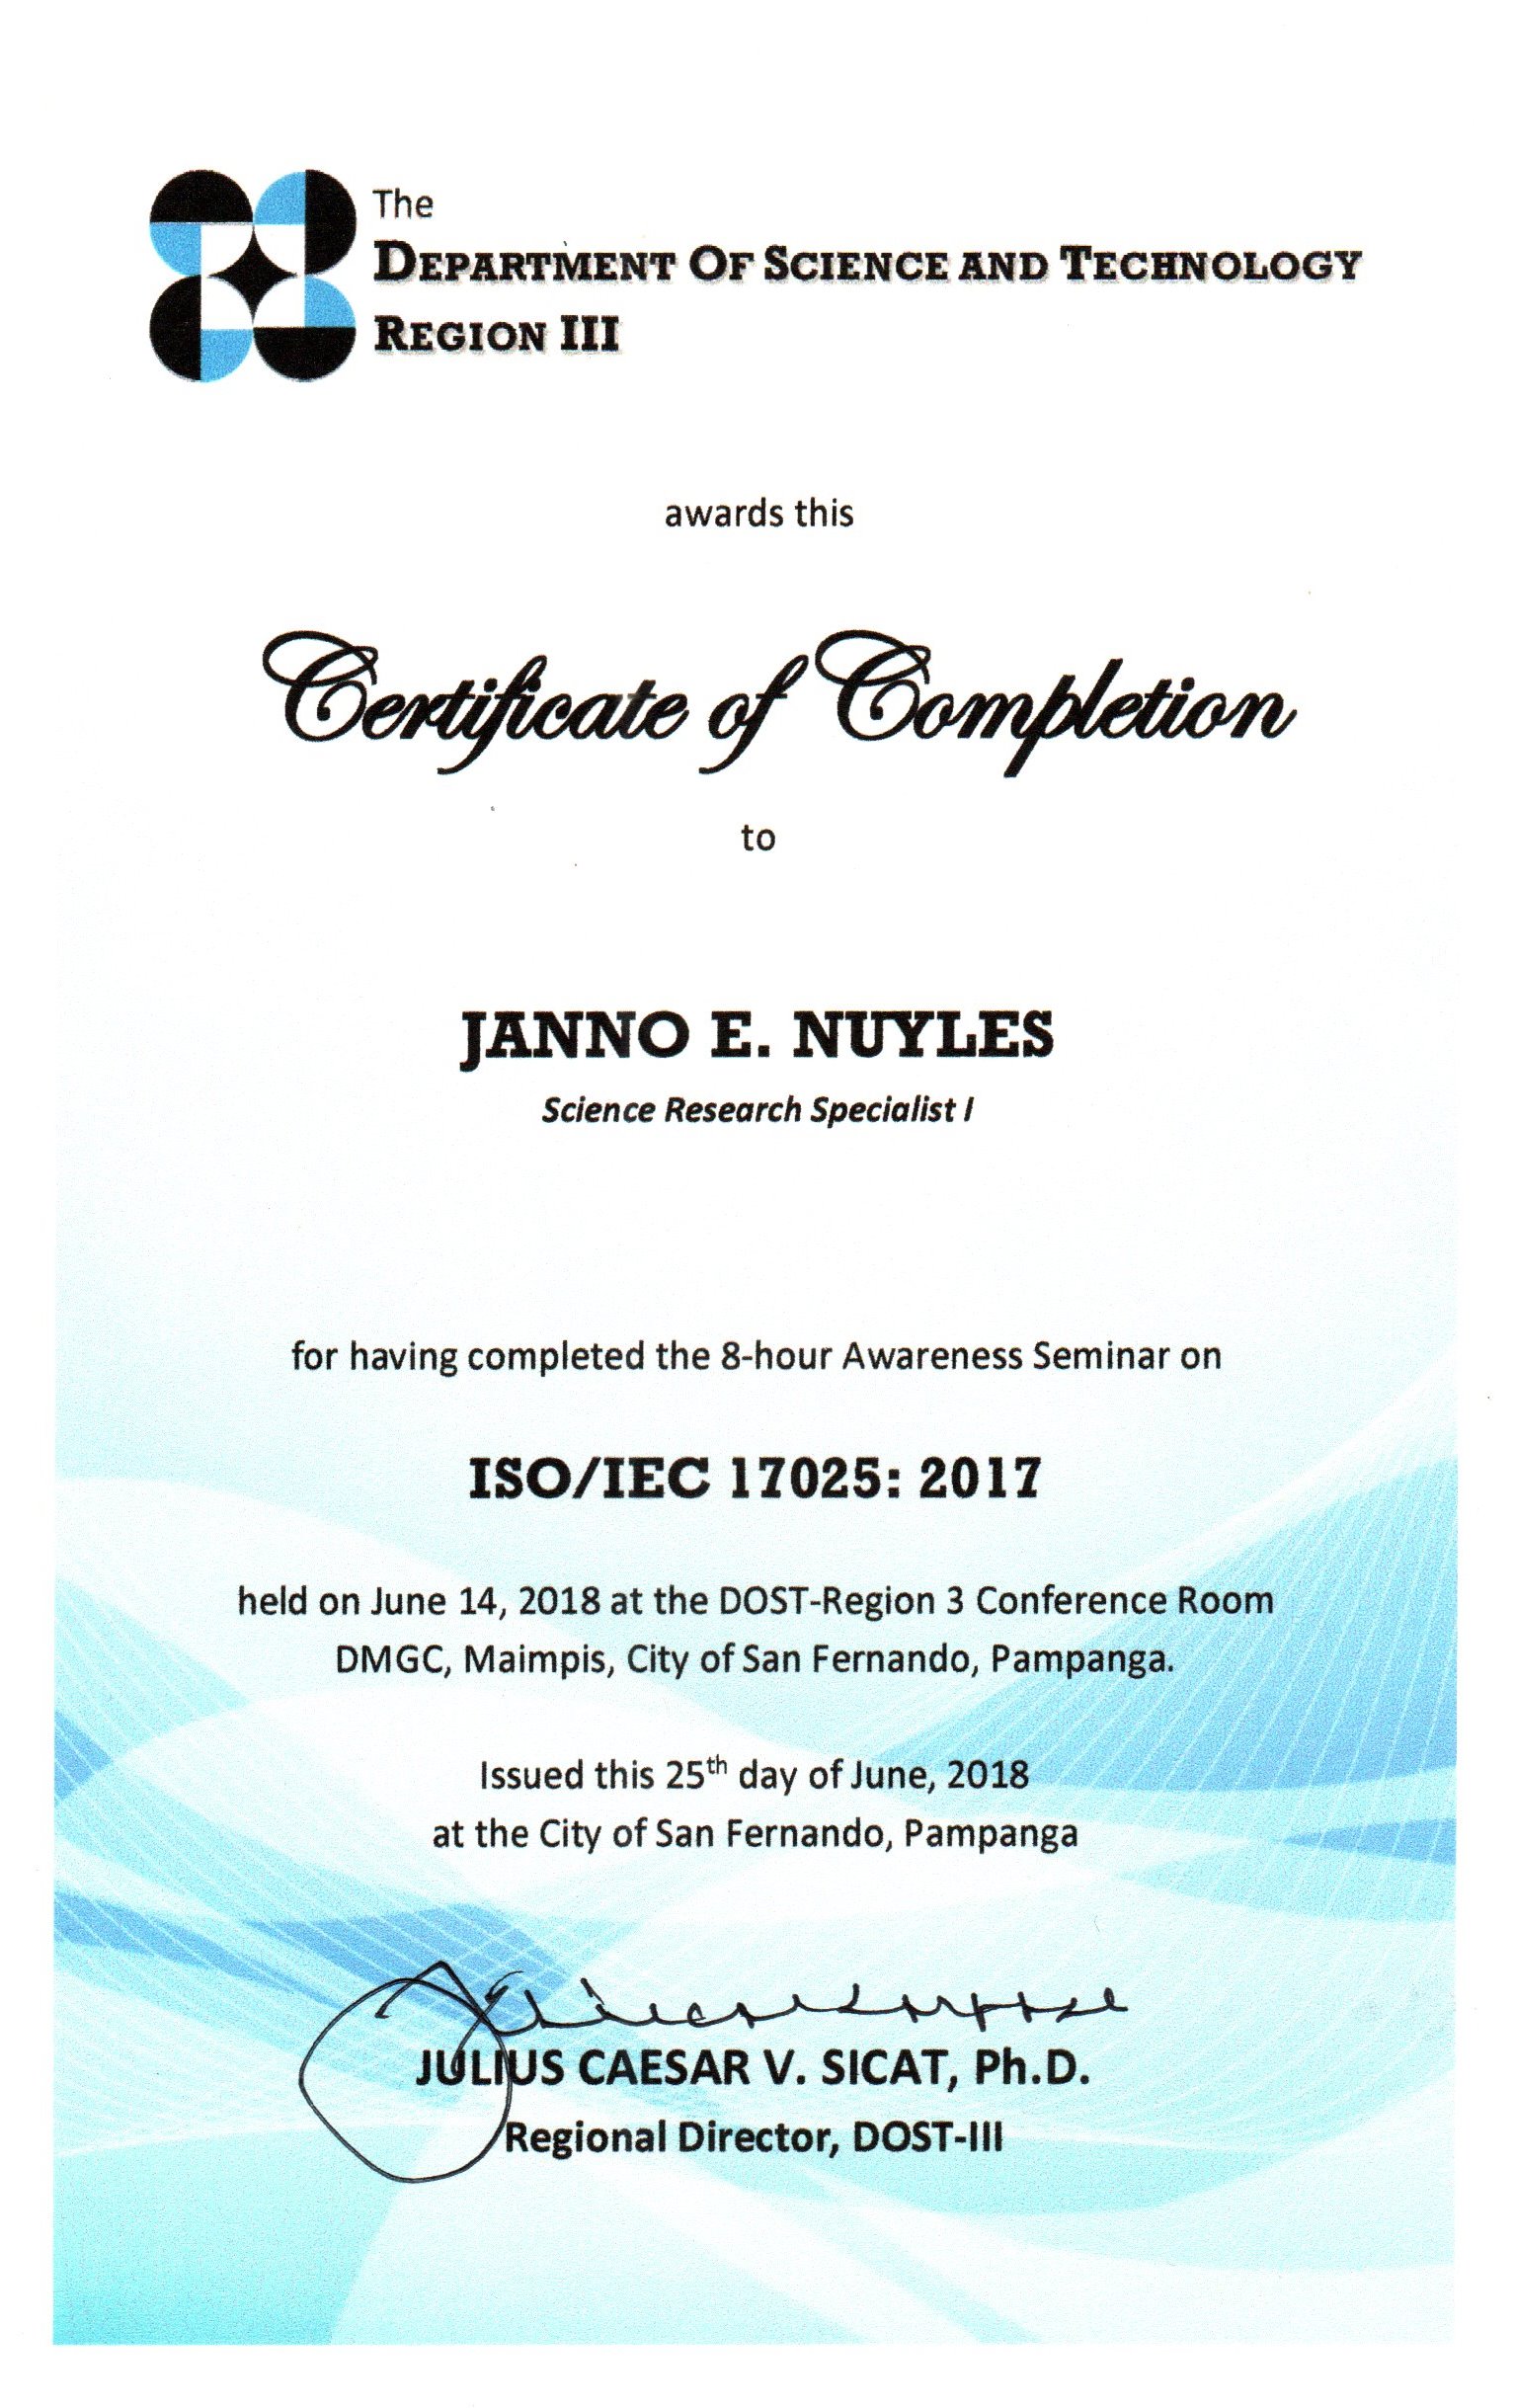 The
DEPARTMENT OF SCIENCE AND TECHNOLOGY
REGION III
awards this
Certificate of Completion
to
JANNO E. NUYLES
Science Research Specialist I
for having completed the 8-hour Awareness Seminar on
ISO/IEC 17025: 2017
held on June 14, 2018 at the DOST-Region 3 Conference Room
DMGC, Maimpis, City of San Fernando, Pampanga.
Issued this 25th day of June, 2018
at the City of San Fernando, Pampanga
JULIUS CAESAR V. SICAT, Ph.D.
Regional Director, DOST-III